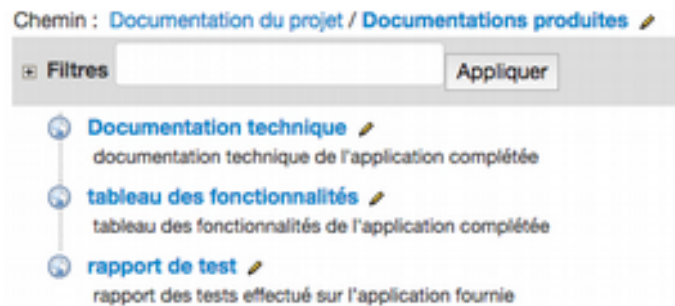 Chemin : Documentation du projet / Documentations produites
Filtres Appliquer
Documentation technique
documentation technique de l'application complétée
tableau des fonctionnalités
tableau des fonctionnalités de l'application complétée
rapport de test
rapport des tests effectué sur l'application fournie